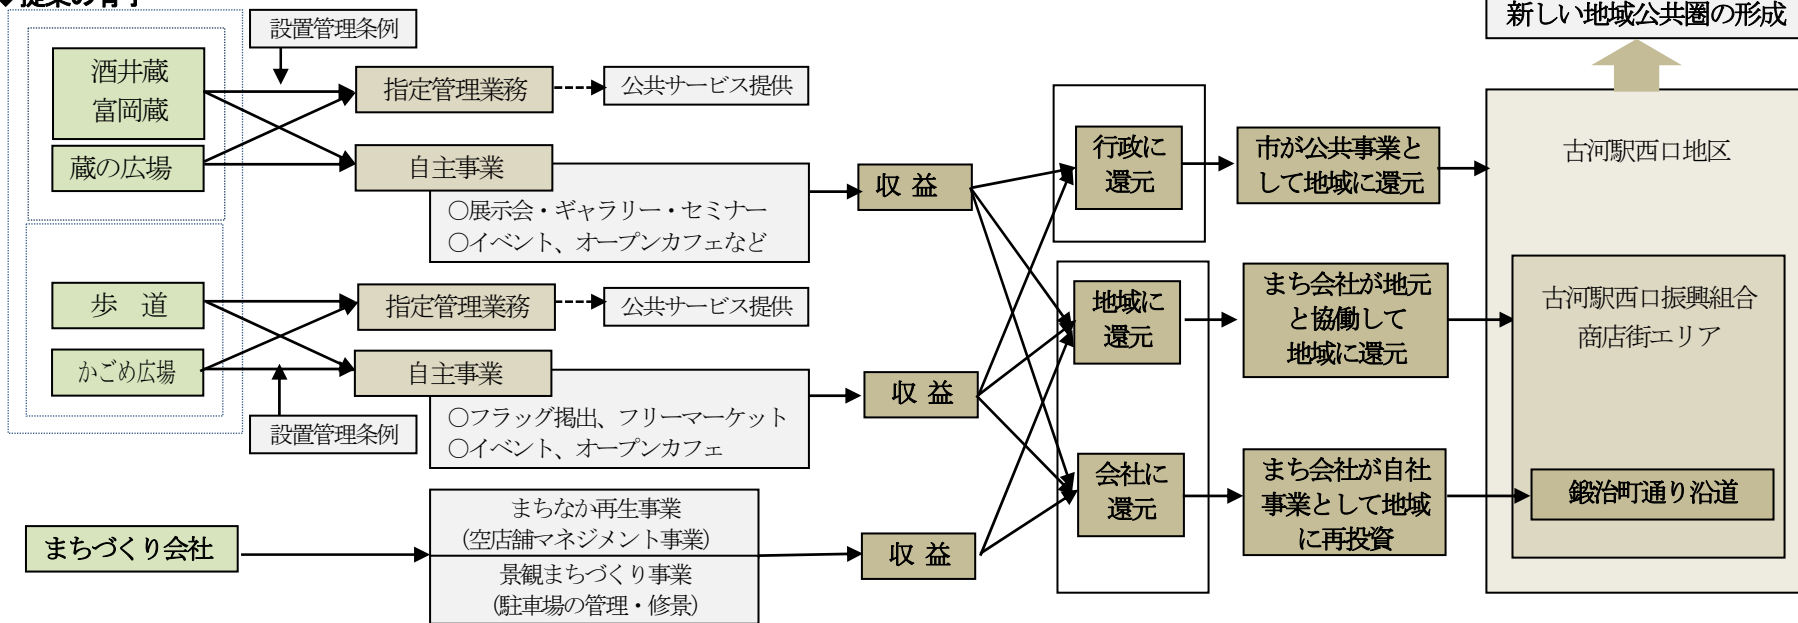 設置管理条例
新しい地域公共圏の形成
酒井蔵
富岡蔵
蔵の広場
指定管理業務
公共サービス提供
自主事業
〇展示会・ギャラリー・セミナー
〇イベント、オープンカフェなど
収 益
行政に
還元
市が公共事業と
して地域に還元
古河駅西口地区
歩 道
かごめ広場
指定管理業務
公共サービス提供
自主事業
〇フラッグ掲出、フリーマーケット
〇イベント、オープンカフェ
設置管理条例
収 益
地域に
還元
まち会社が地元
と協働して
地域に還元
古河駅西口振興組合
商店街エリア
まちづくり会社
まちなか再生事業
(空店舗マネジメント事業)
景観まちづくり事業
(駐車場の管理・修景)
収 益
会社に
還元
まち会社が自社
事業として地域
に再投資
鍛治町通り沿道